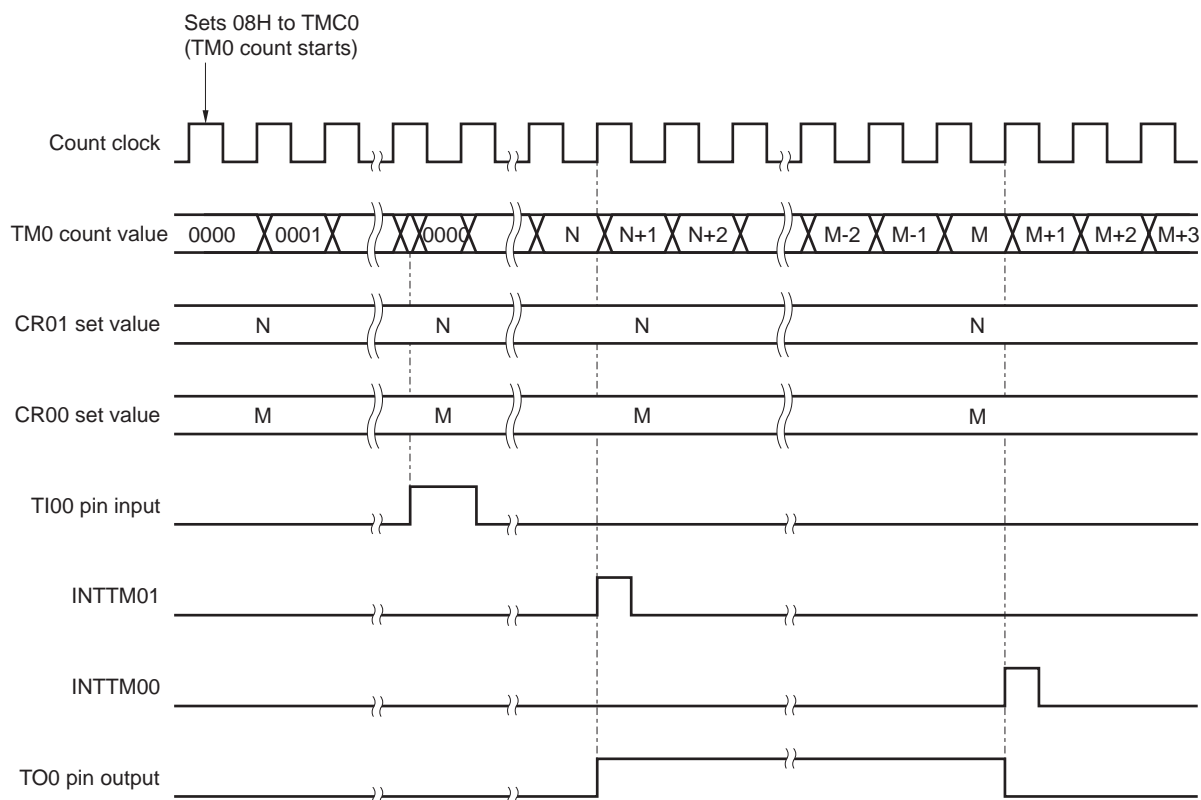 Sets 08H to TMC0
(TM0 count starts)
Count clock
TM0 count value 0000 0001 0000 N N+1 N+2 M-2 M-1 M M+1 M+2 M+3
CR01 set value N N N N
CR00 set value M M M M
TI00 pin input
INTTM01
INTTM00
TO0 pin output